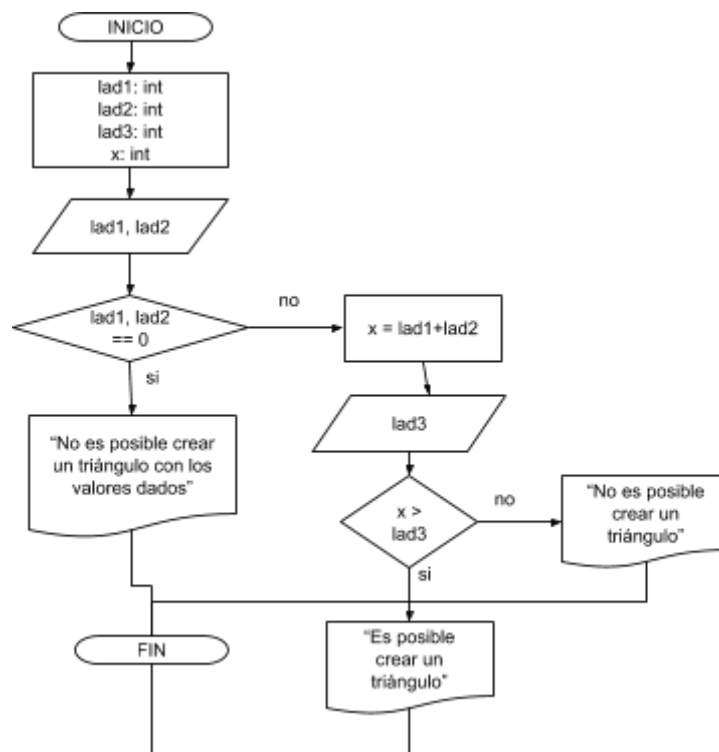 INICIO
lad1: int
lad2: int
lad3: int
x: int
lad1, lad2
lad1, lad2
== 0
no
x = lad1+lad2
si
lad3
“No es posible crear
un triángulo con los
valores dados”
x >
lad3
no
“No es posible
crear un
triángulo”
si
“Es posible
crear un
triángulo”
FIN